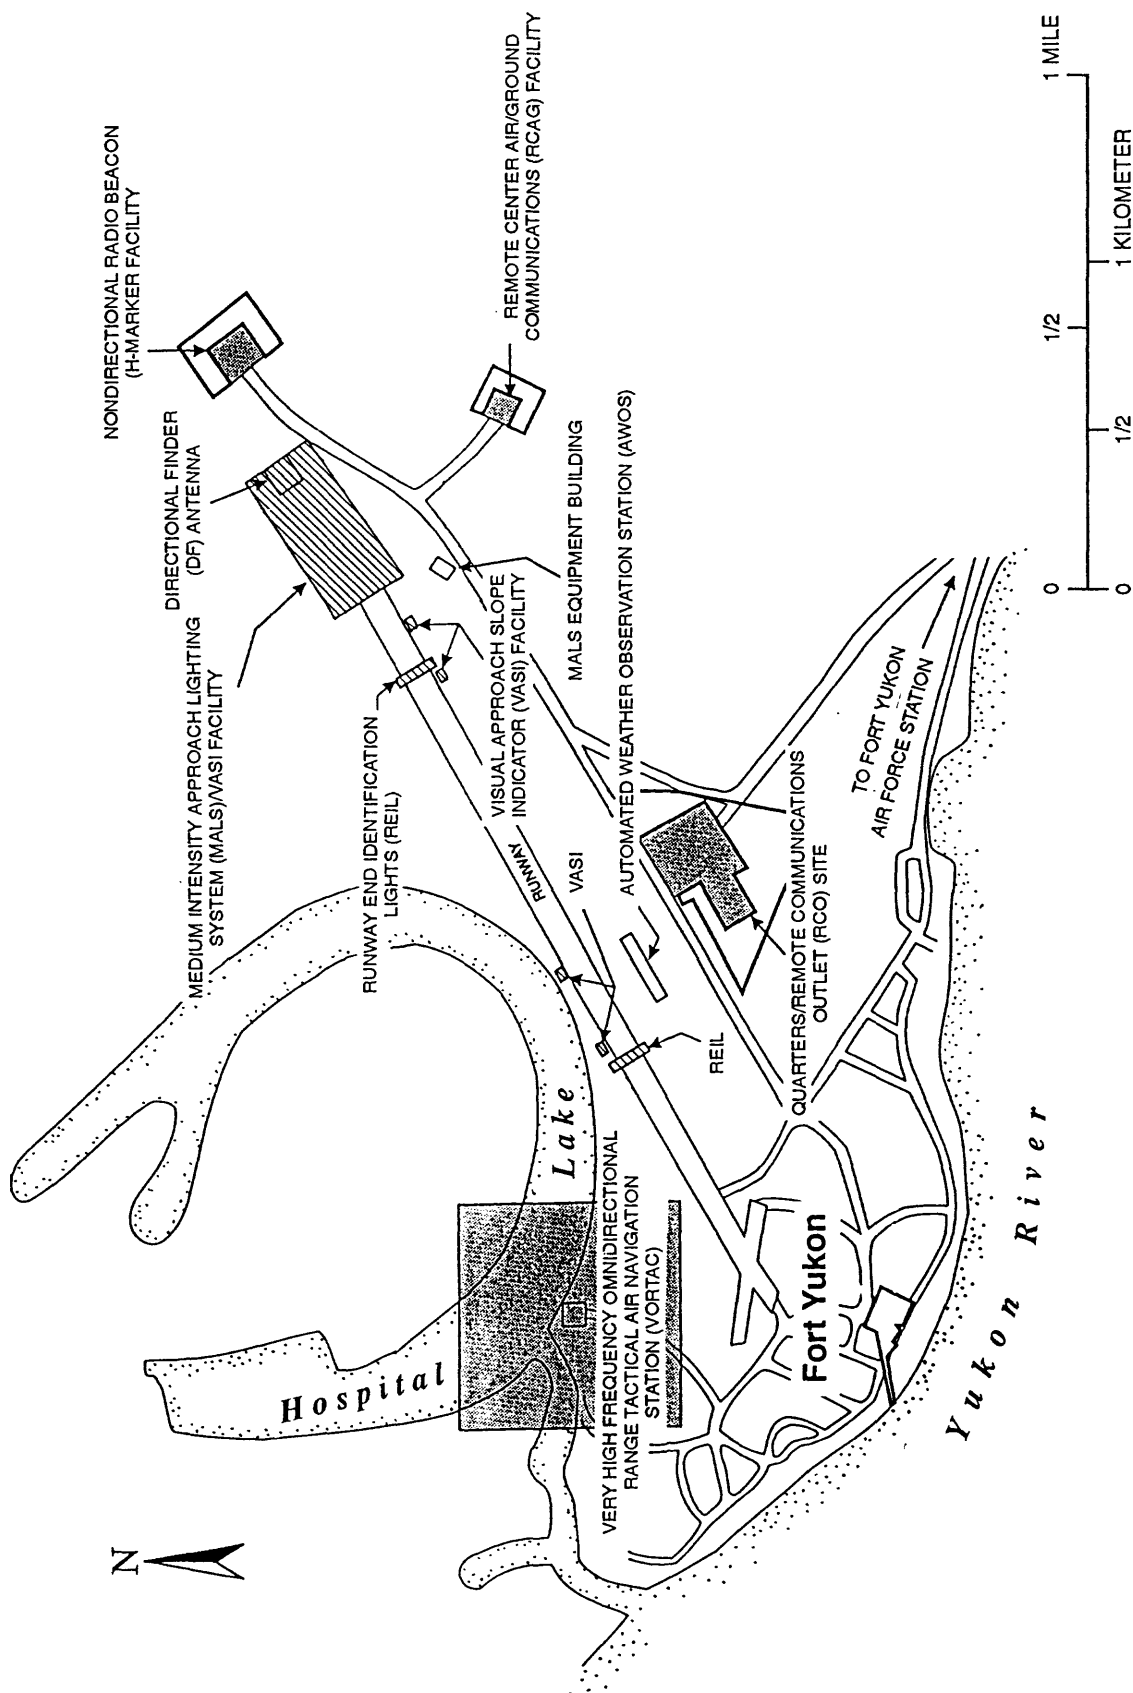 N
NONDIRECTIONAL RADIO BEACON
(H-MARKER FACILITY
DIRECTIONAL FINDER
(DF) ANTENNA
MEDIUM INTENSITY APPROACH LIGHTING
SYSTEM (MALS)/VASI FACILITY
RUNWAY END IDENTIFICATION
LIGHTS (REIL)
REMOTE CENTER AIR/GROUND
COMMUNICATIONS (RCAG) FACILITY
VISUAL APPROACH SLOPE
INDICATOR (VASI) FACILITY
MALS EQUIPMENT BUILDING
RUNWAY
VASI
AUTOMATED WEATHER OBSERVATION STATION (AWOS)
REIL
Hospital
Lake
VERY HIGH FREQUENCY OMNIDIRECTIONAL
RANGE TACTICAL AIR NAVIGATION
STATION (VORTAC)
QUARTERS/REMOTE COMMUNICATIONS
OUTLET (RCO) SITE
TO FORT YUKON
AIR FORCE STATION
Fort Yukon
Yukon River
0 1/2 1 MILE
0 1/2 1 KILOMETER